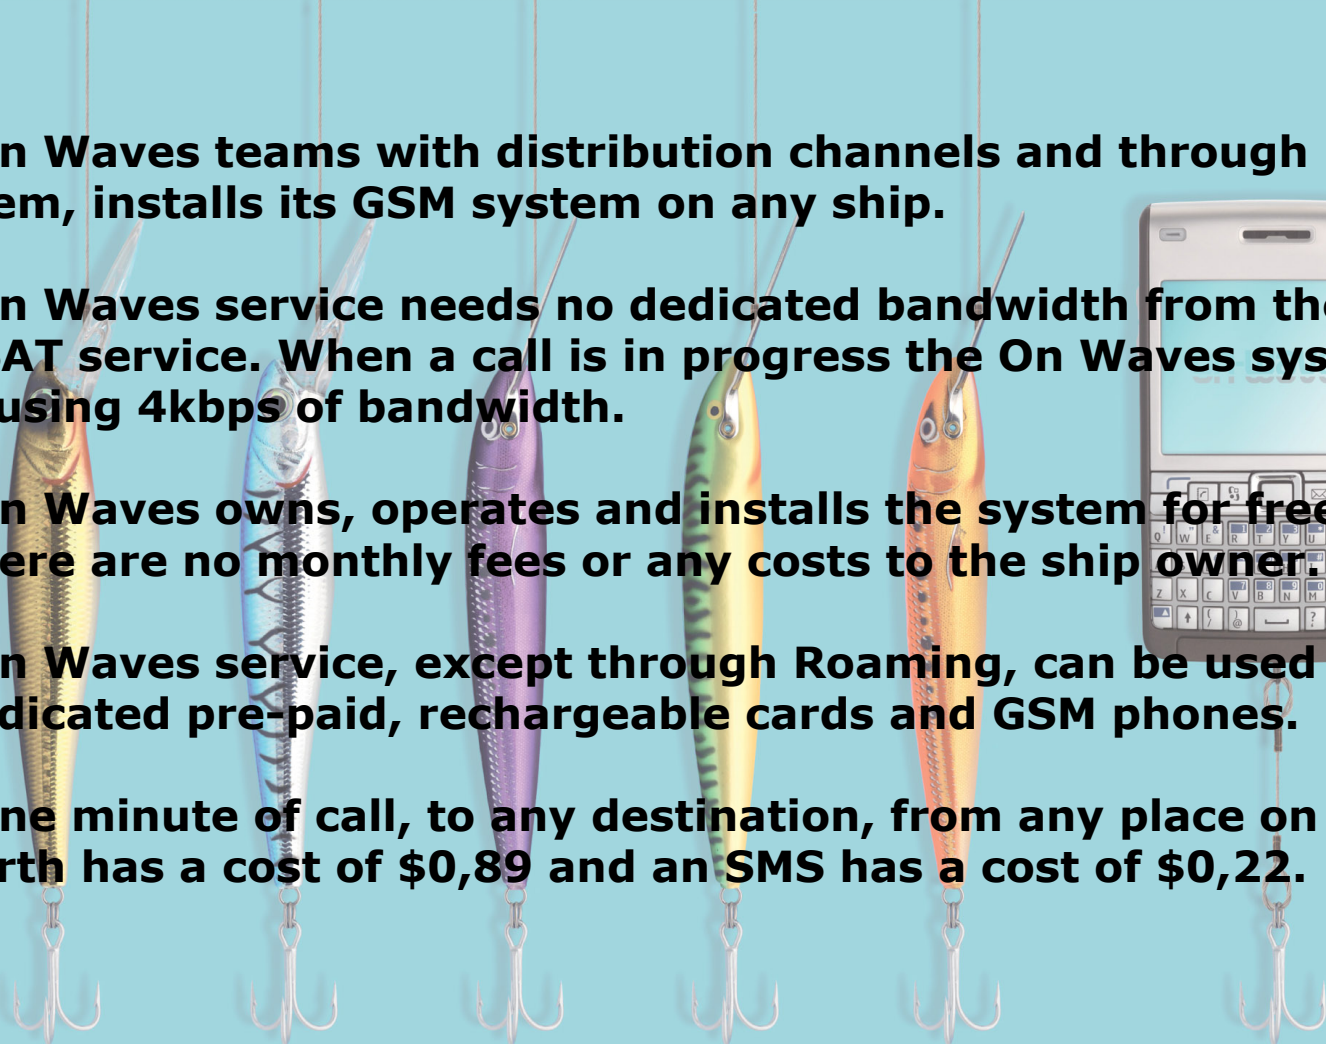 n Waves teams with distribution channels and through
em, installs its GSM system on any ship.
n Waves service needs no dedicated bandwidth from the
AT service. When a call is in progress the On Waves sys
using 4kbps of bandwidth.
n Waves owns, operates and installs the system for free
ere are no monthly fees or any costs to the ship owner.
n Waves service, except through Roaming, can be used
dicated pre-paid, rechargeable cards and GSM phones.
ne minute of call, to any destination, from any place on
rth has a cost of $0,89 and an SMS has a cost of $0,22.